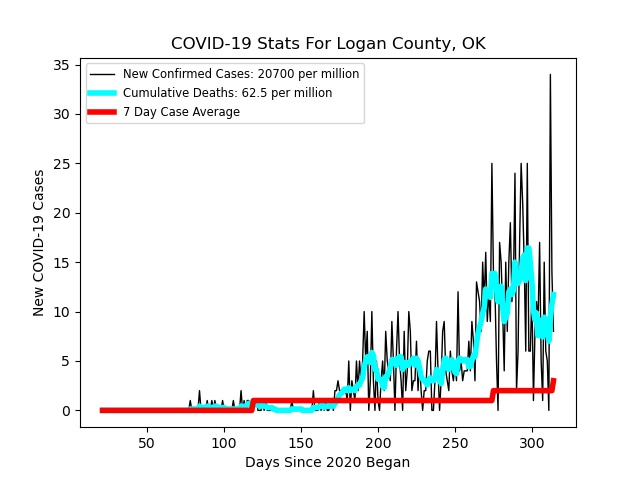 COVID-19 Stats For Logan County, OK
New Confirmed Cases: 20700 per million
Cumulative Deaths: 62.5 per million
7 Day Case Average
35
30
25
20
15
10
5
0
New COVID-19 Cases
50
100
150
200
250
300
Days Since 2020 Began